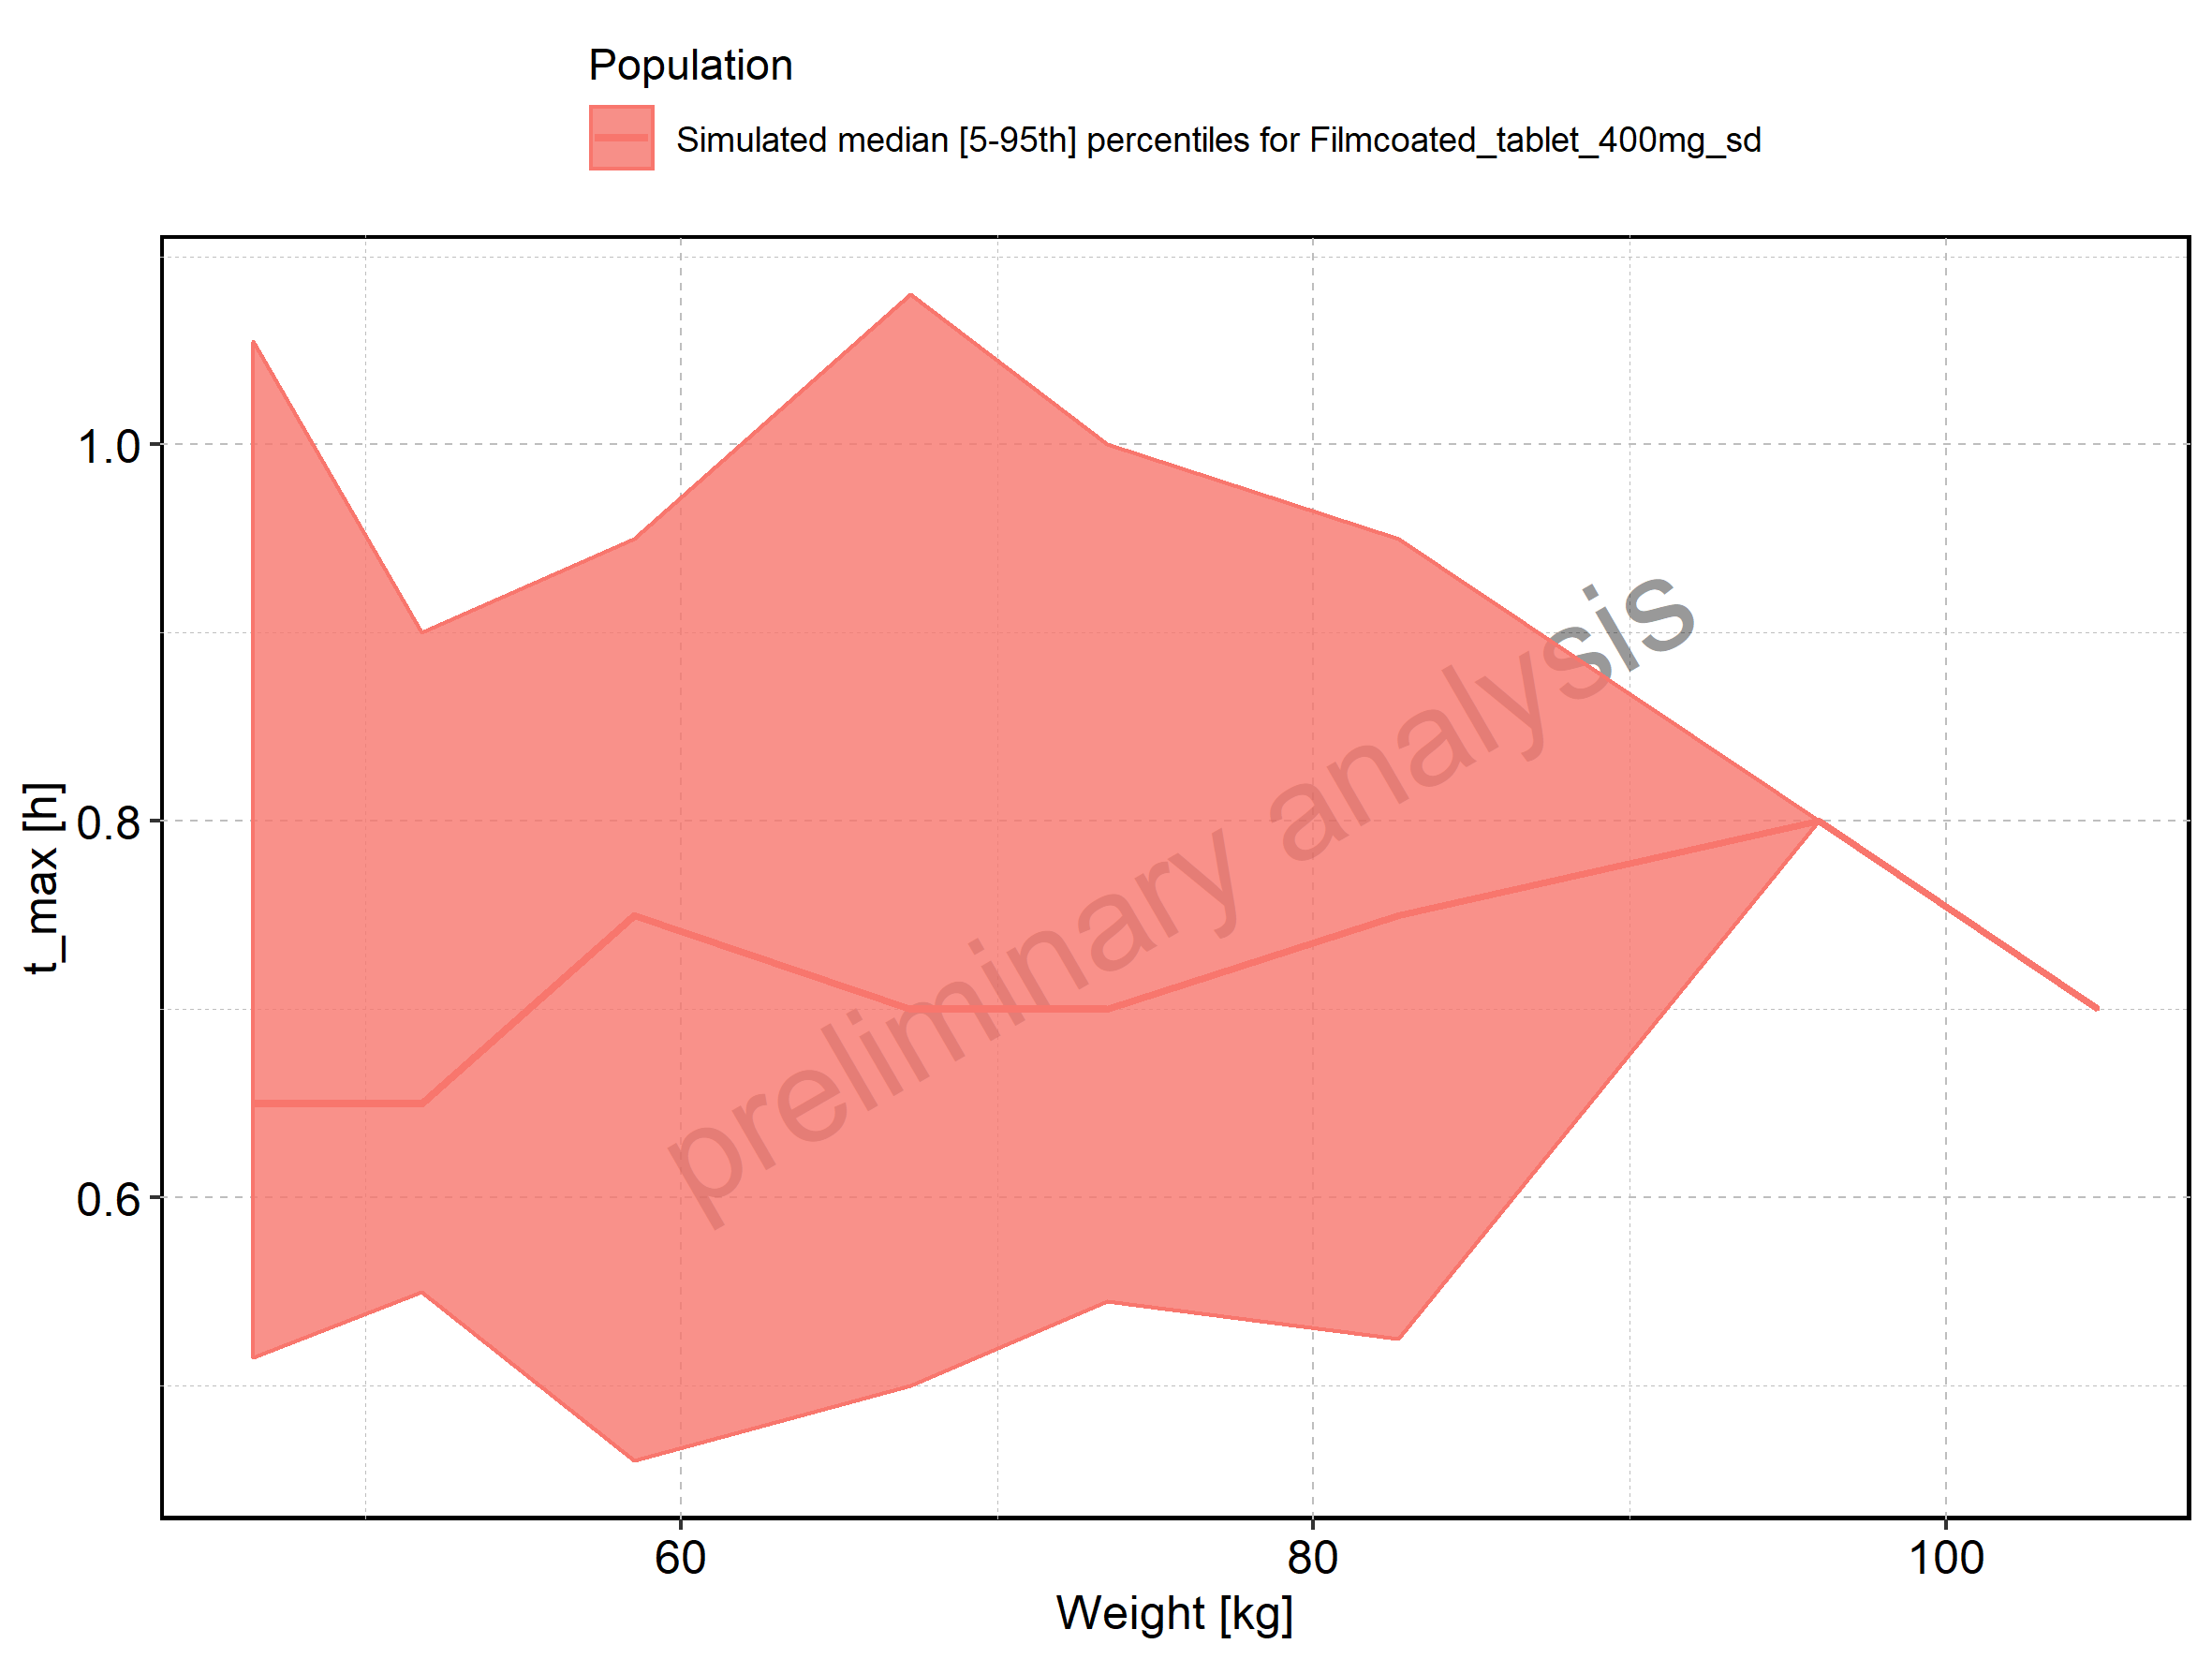 Population
Simulated median [5-95th] percentiles for Filmcoated_tablet_400mg_sd
1.0
0.8
0.6
t_max [h]
preliminary analysis
60
80
100
Weight [kg]